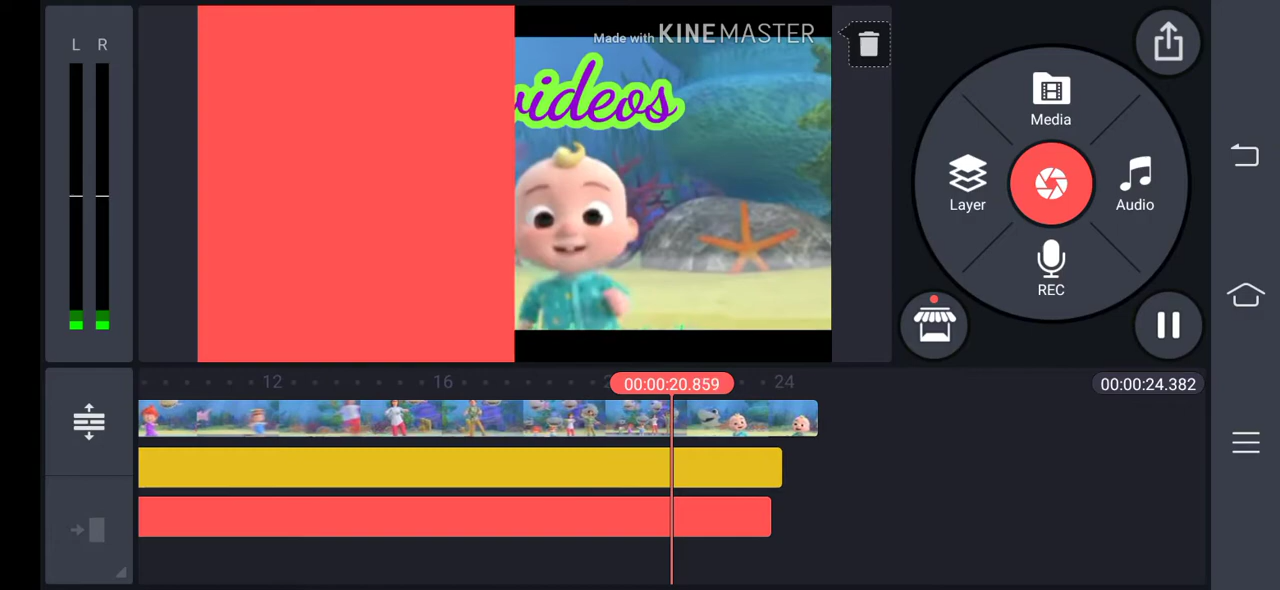 L R
Made with KINEMASTER
videos
Media
Layer
Audio
REC
12
16
00:00:20.859
24
00:00:24.382